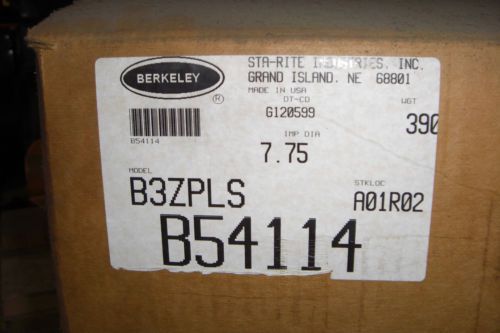 BERKELEY
®
B54114
STA-RITE INDUSTRIES, INC.
GRAND ISLAND, NE 68801
MADE IN USA
DT-CD
G120599
WGT
390
IMP DIA
7.75
MODEL
B3ZPLS
STKLOC
A01R02
B54114